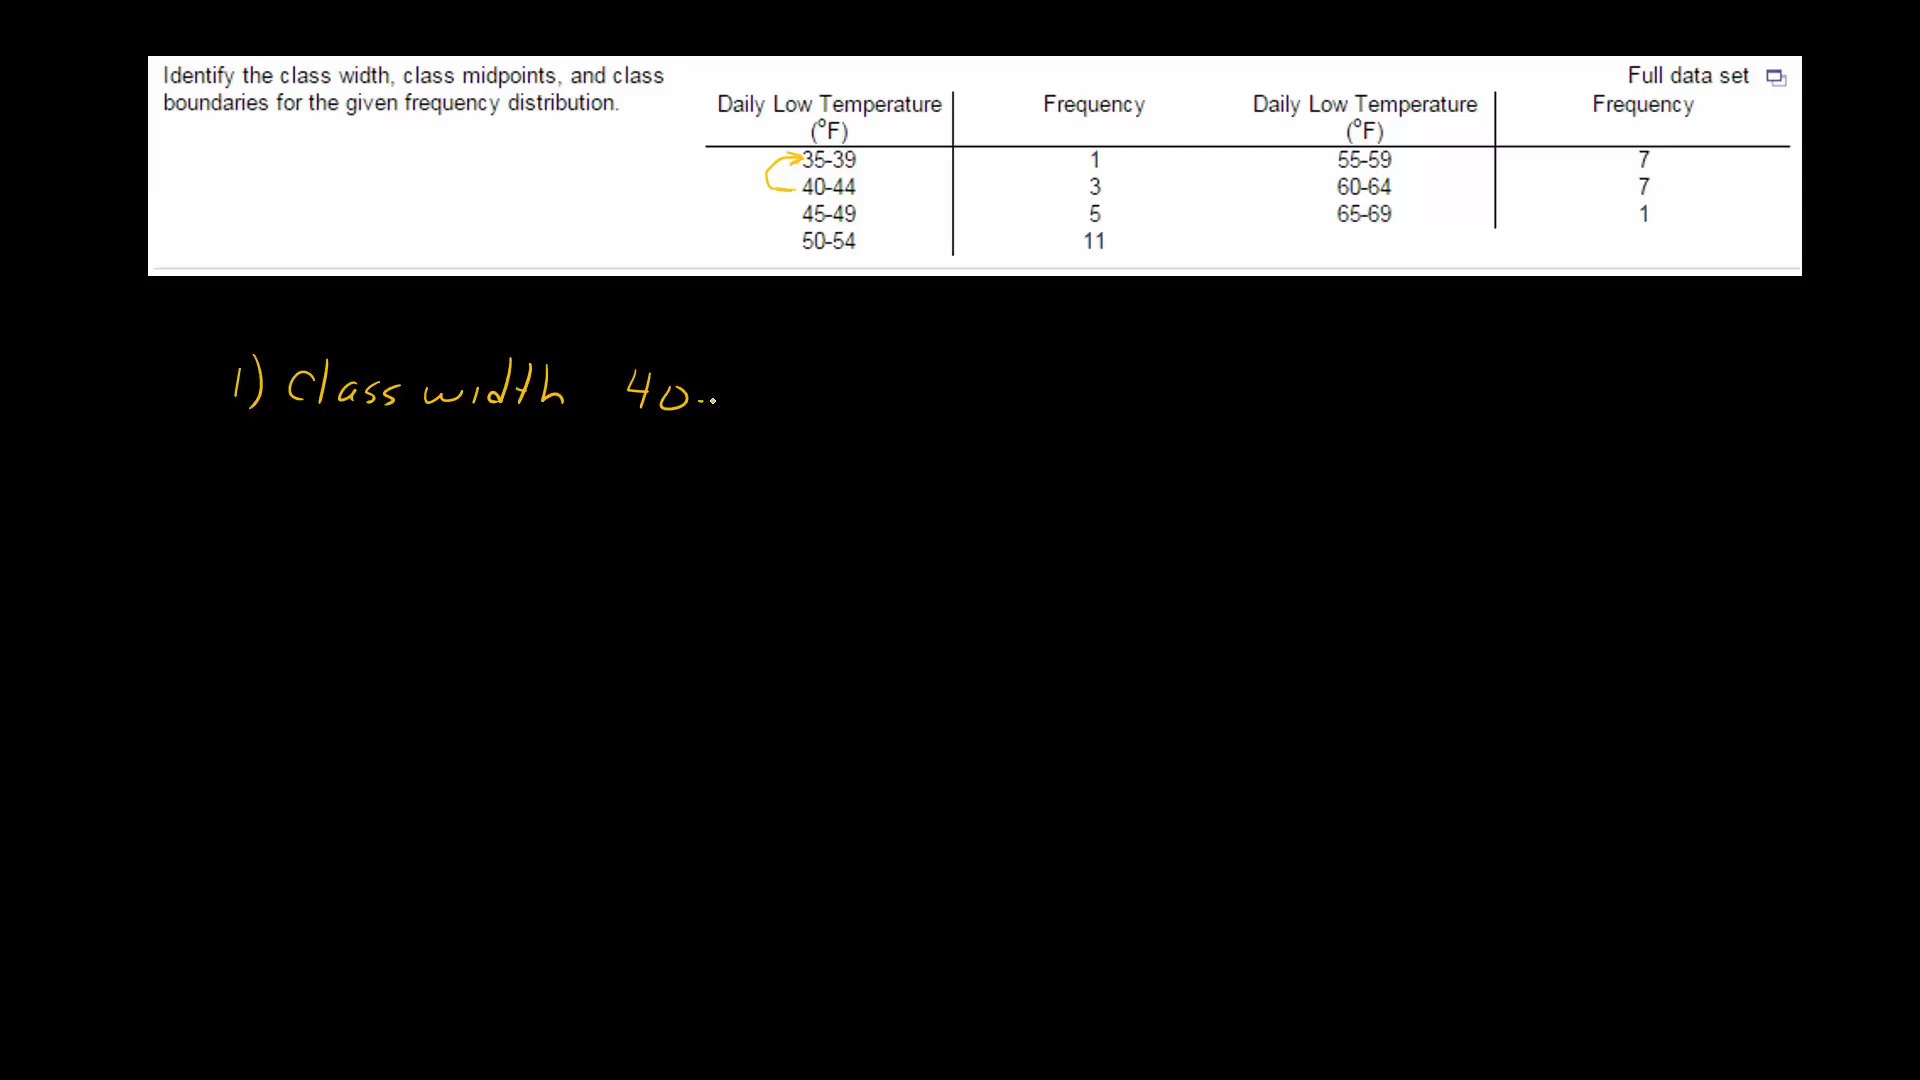 Identify the class width, class midpoints, and class
boundaries for the given frequency distribution.
Full data set
Daily Low Temperature (°F) Frequency Daily Low Temperature (°F) Frequency
35-39 1 55-59 7
40-44 3 60-64 7
45-49 5 65-69 1
50-54 11
1) Class width 40-